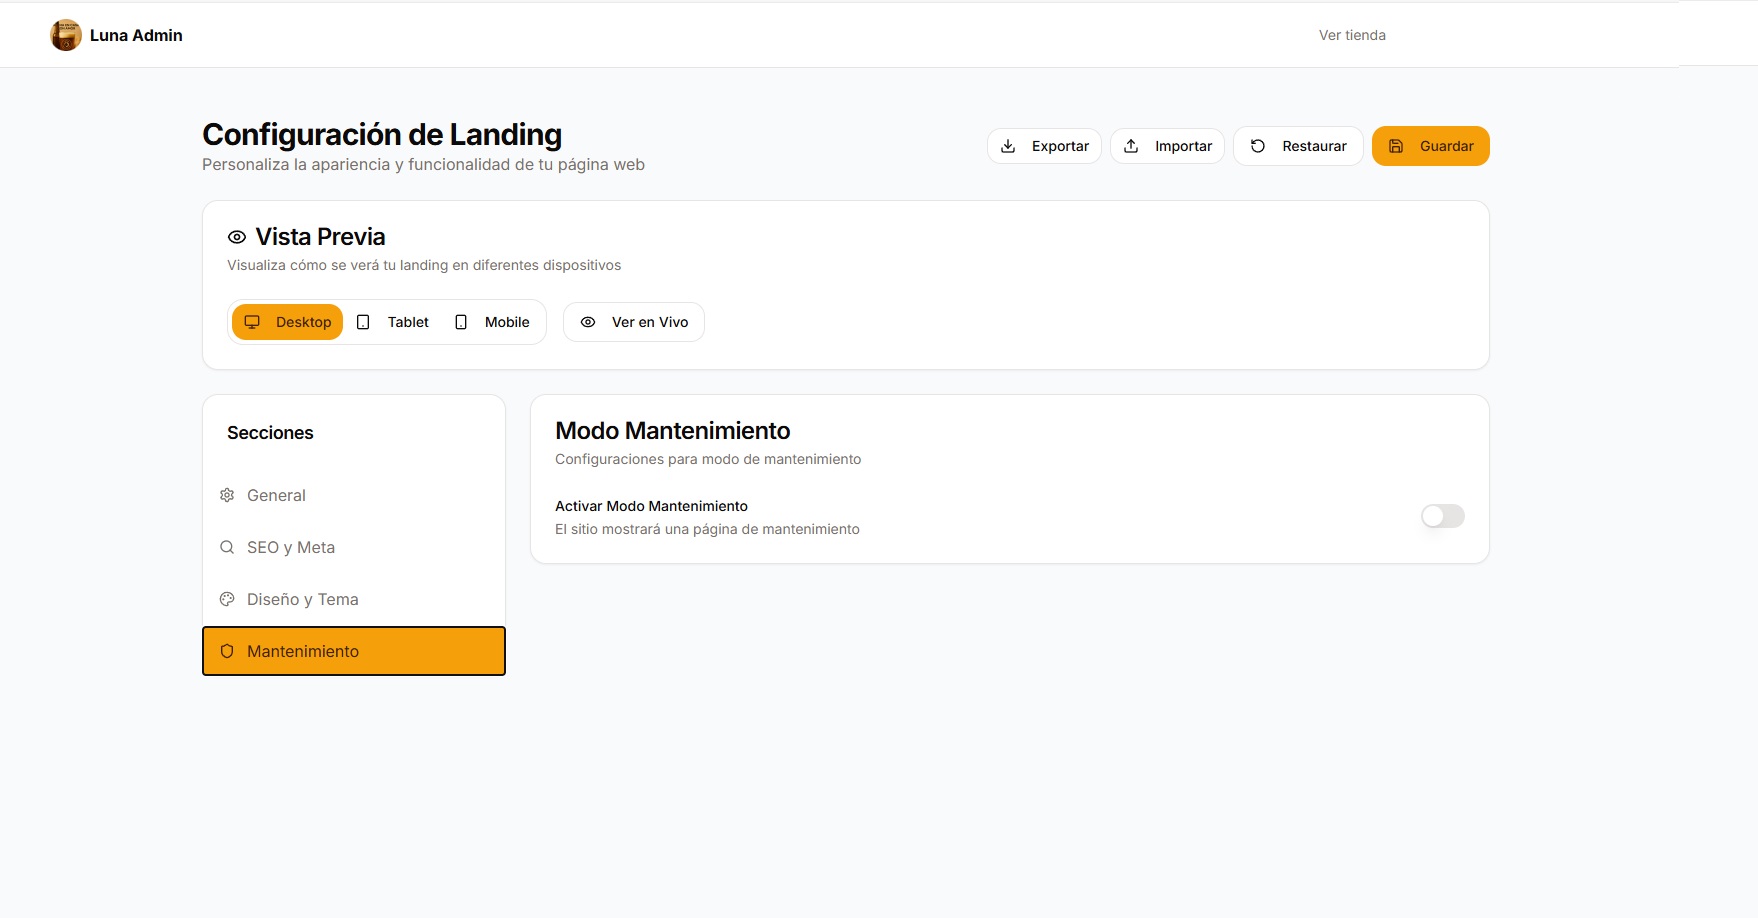 Luna Admin
Ver tienda
Configuración de Landing
Personaliza la apariencia y funcionalidad de tu página web
Exportar
Importar
Restaurar
Guardar
Vista Previa
Visualiza cómo se verá tu landing en diferentes dispositivos
Desktop
Tablet
Mobile
Ver en Vivo
Secciones
General
SEO y Meta
Diseño y Tema
Mantenimiento
Modo Mantenimiento
Configuraciones para modo de mantenimiento
Activar Modo Mantenimiento
El sitio mostrará una página de mantenimiento